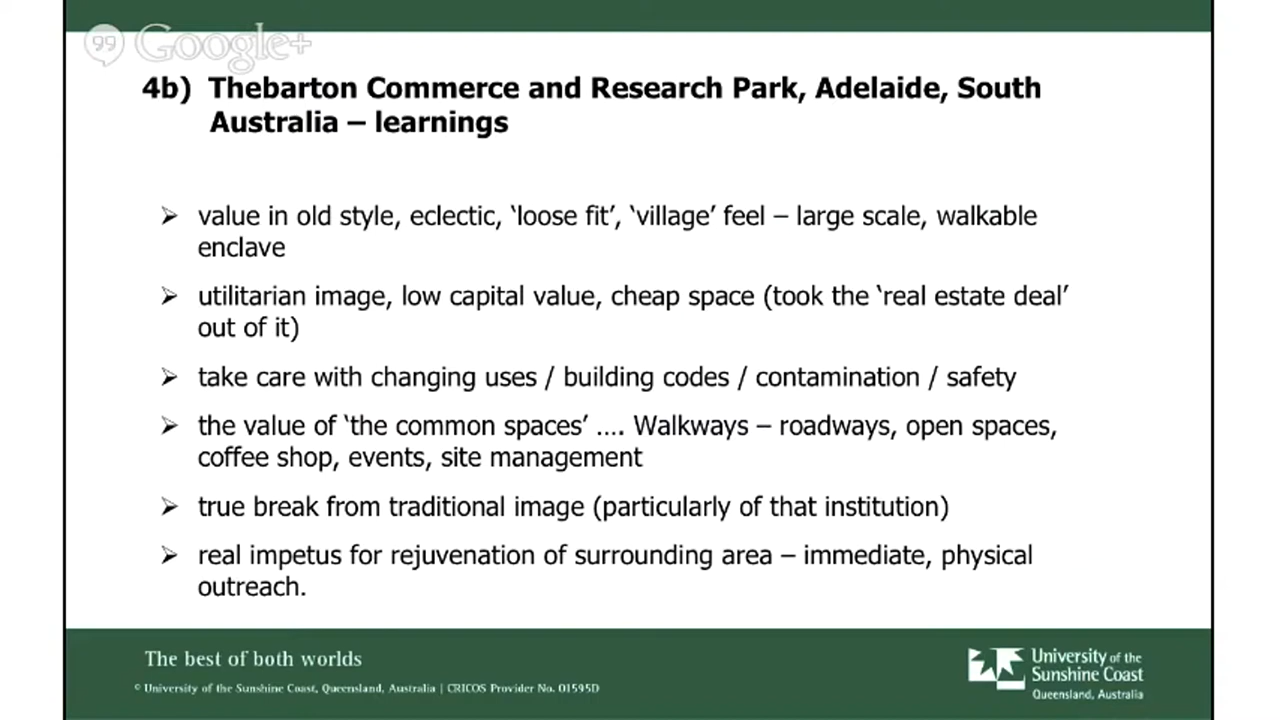 Google+
4b) Thebarton Commerce and Research Park, Adelaide, South
Australia – learnings
➢ value in old style, eclectic, ‘loose fit’, ‘village’ feel – large scale, walkable
enclave
➢ utilitarian image, low capital value, cheap space (took the ‘real estate deal’
out of it)
➢ take care with changing uses / building codes / contamination / safety
➢ the value of ‘the common spaces’ .... Walkways – roadways, open spaces,
coffee shop, events, site management
➢ true break from traditional image (particularly of that institution)
➢ real impetus for rejuvenation of surrounding area – immediate, physical
outreach.
The best of both worlds
© University of the Sunshine Coast, Queensland, Australia | CRICOS Provider No. 01595D
University of the
Sunshine Coast
Queensland, Australia